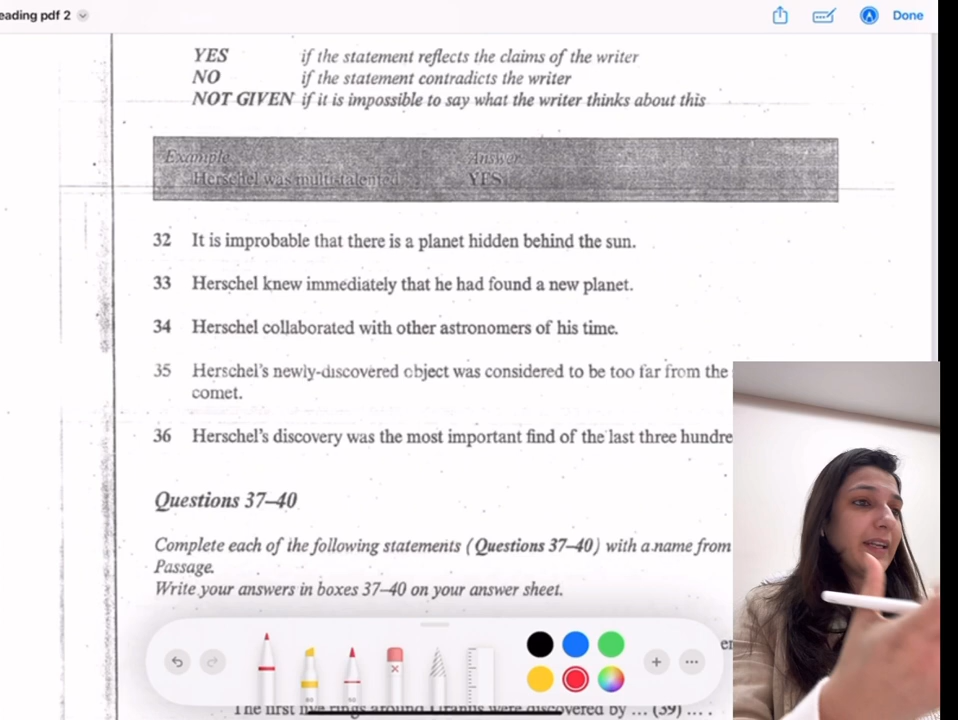 eading pdf 2
Done
YES if the statement reflects the claims of the writer
NO if the statement contradicts the writer
NOT GIVEN if it is impossible to say what the writer thinks about this
Example Answer
Herschel was multi-talented YES
32 It is improbable that there is a planet hidden behind the sun.
33 Herschel knew immediately that he had found a new planet.
34 Herschel collaborated with other astronomers of his time.
35 Herschel's newly-discovered object was considered to be too far from the
comet.
36 Herschel's discovery was the most important find of the last three hundre
Questions 37–40
Complete each of the following statements (Questions 37–40) with a name from
Passage.
Write your answers in boxes 37–40 on your answer sheet.
The first five rings around Uranus were discovered by ... (39) ... .